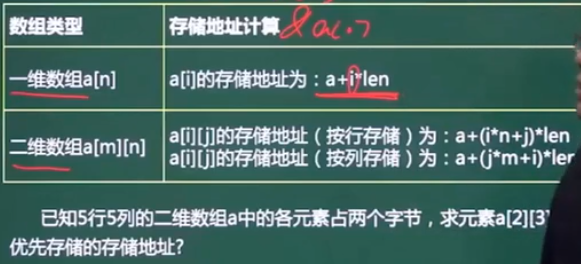 数组类型
存储地址计算
一维数组a[n]
a[i]的存储地址为：a+i*len
二维数组a[m][n]
a[i][j]的存储地址（按行存储）为：a+(i*n+j)*len
a[i][j]的存储地址（按列存储）为：a+(j*m+i)*len
已知5行5列的二维数组a中的各元素占两个字节，求元素a[2][3]
优先存储的存储地址?